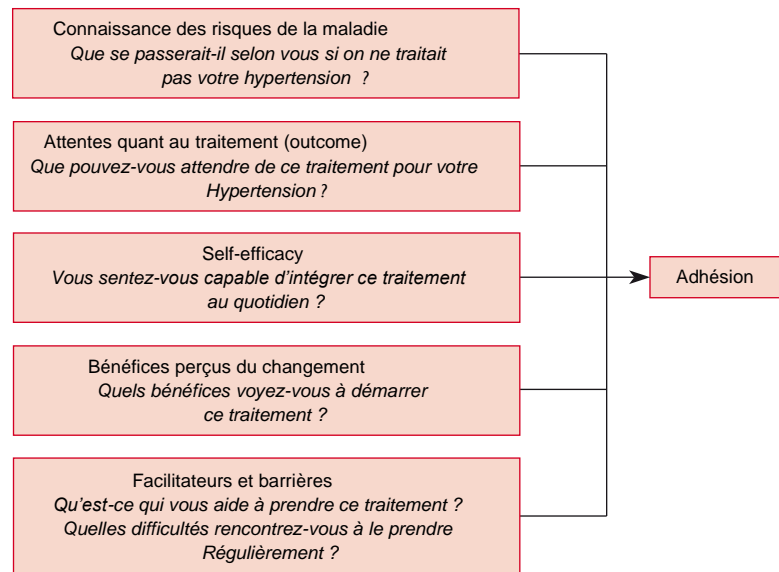 Connaissance des risques de la maladie
Que se passerait-il selon vous si on ne traitait
pas votre hypertension ?
Attentes quant au traitement (outcome)
Que pouvez-vous attendre de ce traitement pour votre
Hypertension ?
Self-efficacy
Vous sentez-vous capable d'intégrer ce traitement
au quotidien ?
Adhésion
Bénéfices perçus du changement
Quels bénéfices voyez-vous à démarrer
ce traitement ?
Facilitateurs et barrières
Qu'est-ce qui vous aide à prendre ce traitement ?
Quelles difficultés rencontrez-vous à le prendre
Régulièrement ?